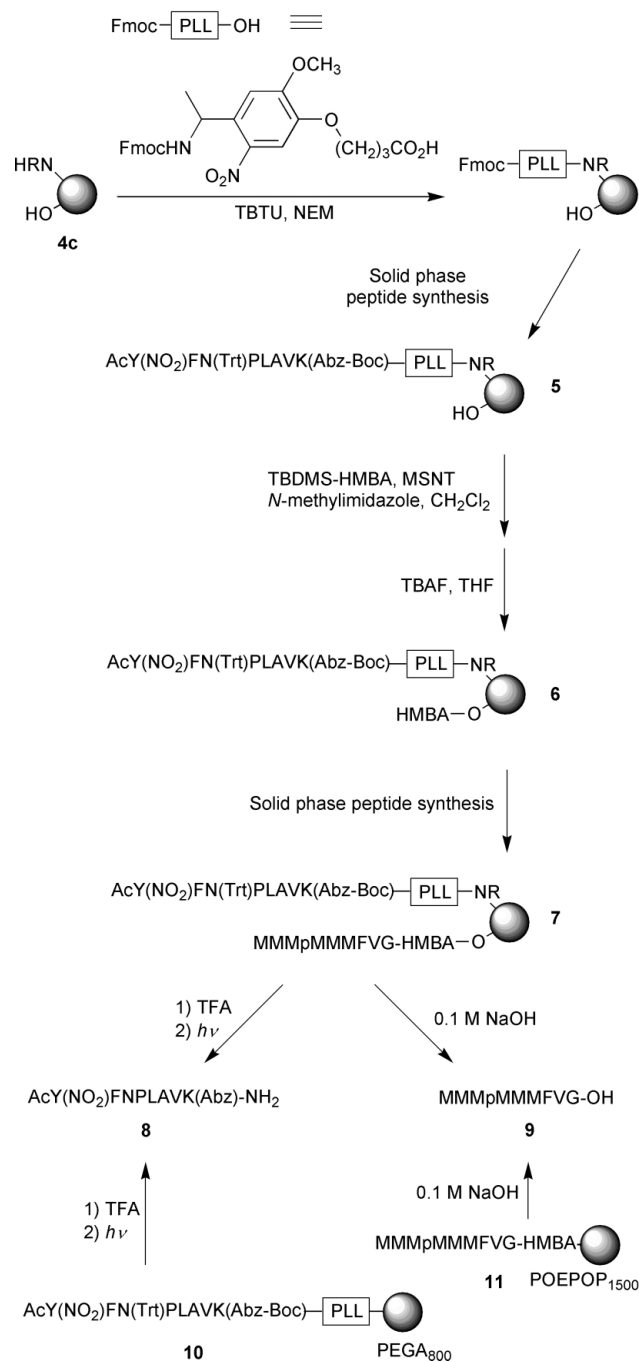 Fmoc-PLL-OH ≡
OCH3
O
FmocHN
(CH2)3CO2H
O2N
HRN
HO
4c
TBTU, NEM
Fmoc-PLL-NR
HO
Solid phase
peptide synthesis
AcY(NO2)FN(Trt)PLAVK(Abz-Boc)-PLL-NR
HO
5
TBDMS-HMBA, MSNT
N-methylimidazole, CH2Cl2
TBAF, THF
AcY(NO2)FN(Trt)PLAVK(Abz-Boc)-PLL-NR
HMBA-O
6
Solid phase peptide synthesis
AcY(NO2)FN(Trt)PLAVK(Abz-Boc)-PLL-NR
MMMpMMMFVG-HMBA-O
7
1) TFA
2) hν
0.1 M NaOH
AcY(NO2)FNPLAVK(Abz)-NH2
8
MMMpMMMFVG-OH
9
1) TFA
2) hν
0.1 M NaOH
MMMpMMMFVG-HMBA
11 POEPOP1500
AcY(NO2)FN(Trt)PLAVK(Abz-Boc)-PLL
10 PEGA800